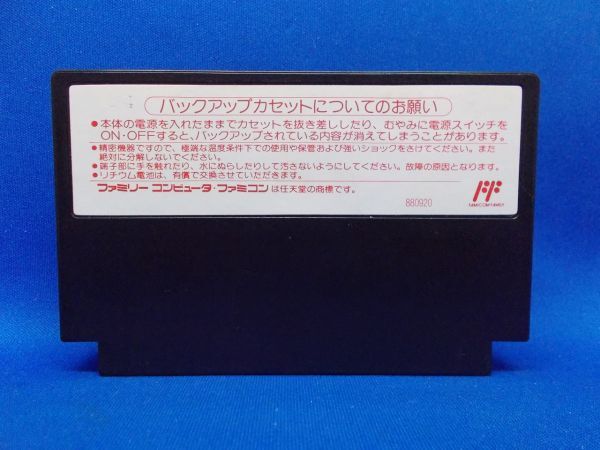 バックアップカセットについてのお願い
●本体の電源を入れたままでカセットを抜き差ししたり、むやみに電源スイッチを
ON・OFFすると、バックアップされている内容が消えてしまうことがあります。
●精密機器ですので、極端な温度条件下での使用や保管および強いショックをさけてください。また
絶対に分解しないでください。
●端子部に手を触れたり、水にぬらしたりして汚さないようにしてください。故障の原因となります。
●リチウム電池は、有償で交換させていただきます。
ファミリーコンピュータ・ファミコンは任天堂の商標です。
880920
FF
FAMICOM FAMILY